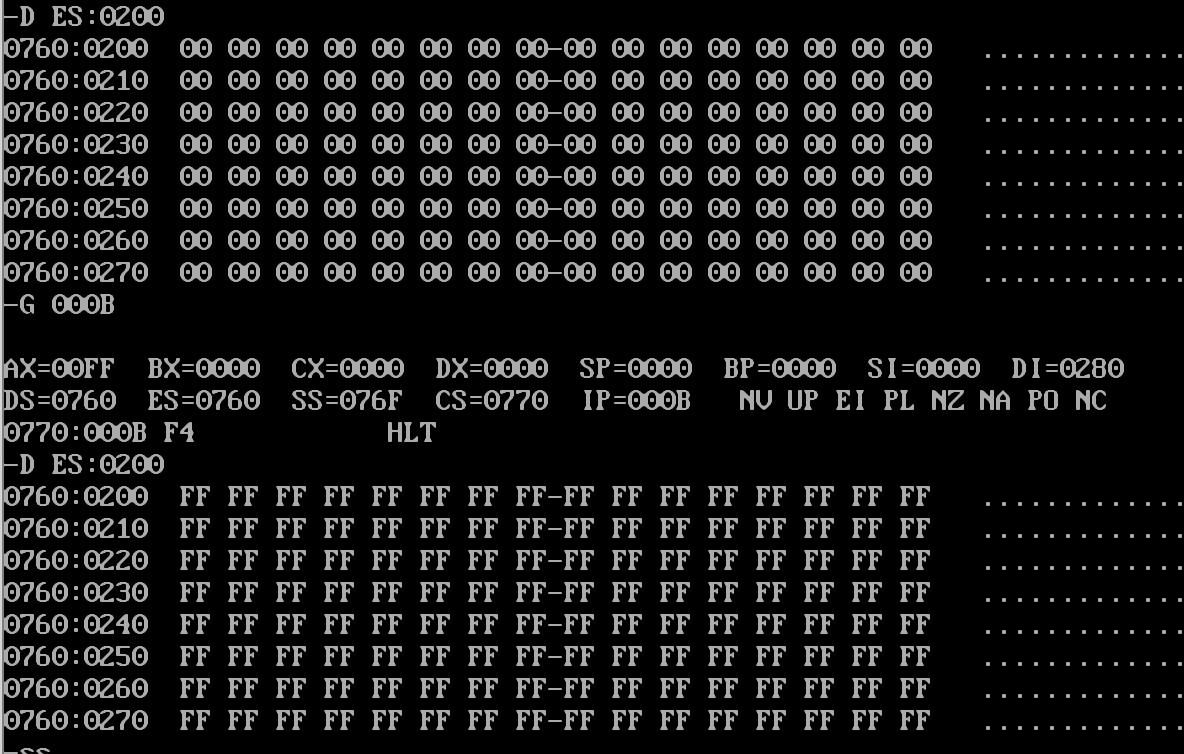 -D ES:0200
0760:0200 00 00 00 00 00 00 00 00-00 00 00 00 00 00 00 00 .............
0760:0210 00 00 00 00 00 00 00 00-00 00 00 00 00 00 00 00 .............
0760:0220 00 00 00 00 00 00 00 00-00 00 00 00 00 00 00 00 .............
0760:0230 00 00 00 00 00 00 00 00-00 00 00 00 00 00 00 00 .............
0760:0240 00 00 00 00 00 00 00 00-00 00 00 00 00 00 00 00 .............
0760:0250 00 00 00 00 00 00 00 00-00 00 00 00 00 00 00 00 .............
0760:0260 00 00 00 00 00 00 00 00-00 00 00 00 00 00 00 00 .............
0760:0270 00 00 00 00 00 00 00 00-00 00 00 00 00 00 00 00 .............
-G 000B
AX=00FF BX=0000 CX=0000 DX=0000 SP=0000 BP=0000 SI=0000 DI=0280
DS=0760 ES=0760 SS=076F CS=0770 IP=000B NV UP EI PL NZ NA PO NC
0770:000B F4 HLT
-D ES:0200
0760:0200 FF FF FF FF FF FF FF FF-FF FF FF FF FF FF FF FF .............
0760:0210 FF FF FF FF FF FF FF FF-FF FF FF FF FF FF FF FF .............
0760:0220 FF FF FF FF FF FF FF FF-FF FF FF FF FF FF FF FF .............
0760:0230 FF FF FF FF FF FF FF FF-FF FF FF FF FF FF FF FF .............
0760:0240 FF FF FF FF FF FF FF FF-FF FF FF FF FF FF FF FF .............
0760:0250 FF FF FF FF FF FF FF FF-FF FF FF FF FF FF FF FF .............
0760:0260 FF FF FF FF FF FF FF FF-FF FF FF FF FF FF FF FF .............
0760:0270 FF FF FF FF FF FF FF FF-FF FF FF FF FF FF FF FF .............